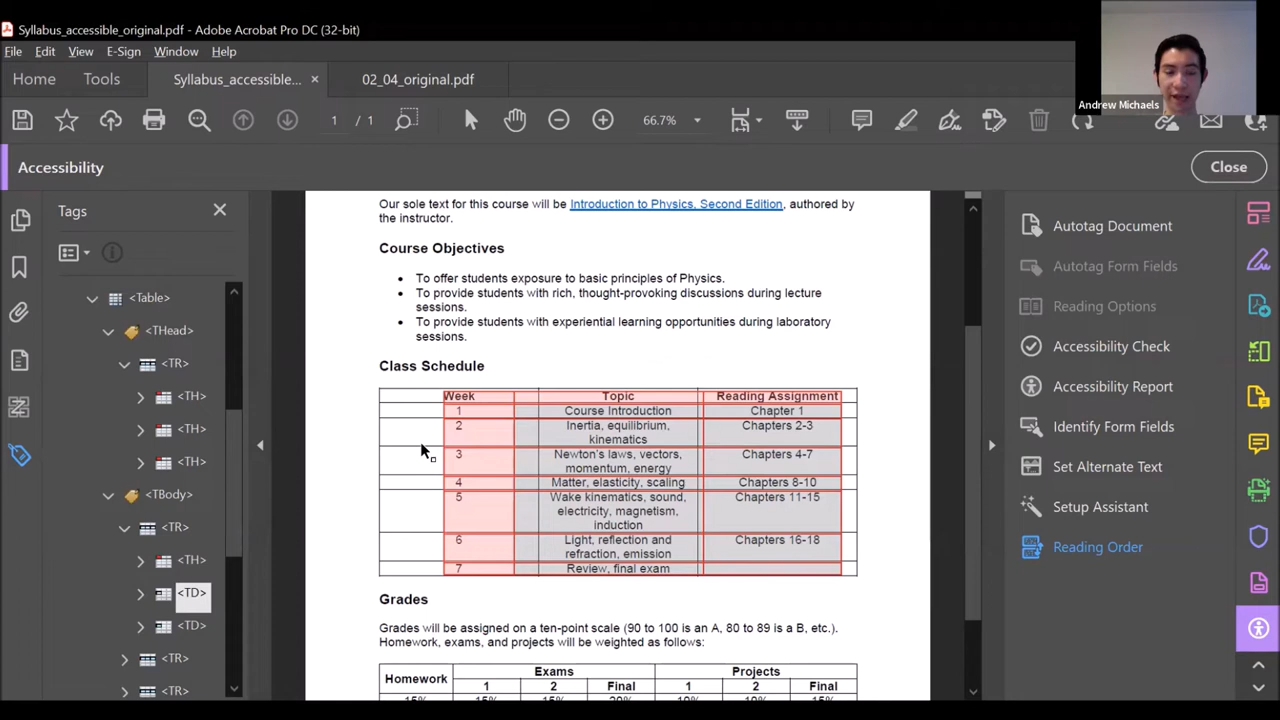 Syllabus_accessible_original.pdf - Adobe Acrobat Pro DC (32-bit)
File Edit View E-Sign Window Help
Home Tools Syllabus_accessible... × 02_04_original.pdf
Andrew Michaels
1 / 1 66.7%
Accessibility Close
Tags
<Table>
<THead>
<TR>
<TH>
<TH>
<TH>
<TBody>
<TR>
<TH>
<TD>
<TD>
<TR>
<TR>
Our sole text for this course will be Introduction to Physics, Second Edition, authored by
the instructor.
Course Objectives
• To offer students exposure to basic principles of Physics.
• To provide students with rich, thought-provoking discussions during lecture
sessions.
• To provide students with experiential learning opportunities during laboratory
sessions.
Class Schedule
Week Topic Reading Assignment
1 Course Introduction Chapter 1
2 Inertia, equilibrium, Chapters 2-3
kinematics
3 Newton's laws, vectors, Chapters 4-7
momentum, energy
4 Matter, elasticity, scaling Chapters 8-10
5 Wake kinematics, sound, Chapters 11-15
electricity, magnetism,
induction
6 Light, reflection and Chapters 16-18
refraction, emission
7 Review, final exam
Grades
Grades will be assigned on a ten-point scale (90 to 100 is an A, 80 to 89 is a B, etc.).
Homework, exams, and projects will be weighted as follows:
Homework Exams Projects
1 2 Final 1 2 Final
Autotag Document
Autotag Form Fields
Reading Options
Accessibility Check
Accessibility Report
Identify Form Fields
Set Alternate Text
Setup Assistant
Reading Order